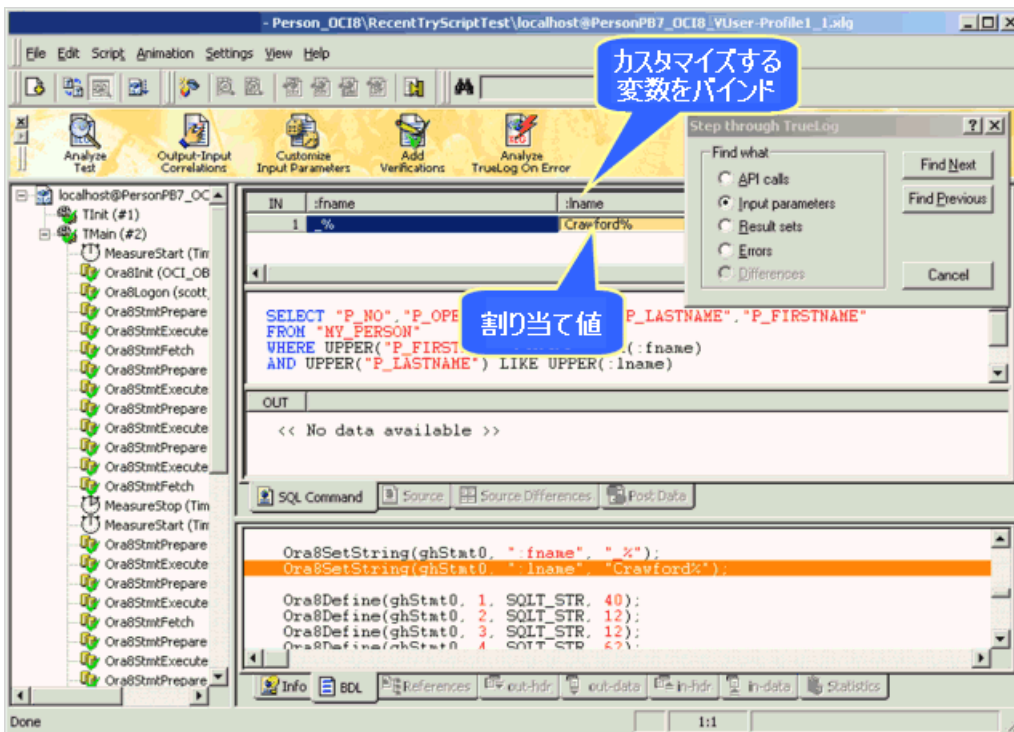 - Person_OCI8\RecentTryScriptTest\localhost@PersonPB7_OCI8_VUser-Profile1_1.xlg
File Edit Script Animation Settings View Help
カスタマイズする
変数をバインド
Analyze
Test
Output-Input
Correlations
Customize
Input Parameters
Add
Verifications
Analyze
TrueLog On Error
Step through TrueLog
Find what
API calls
Input parameters
Result sets
Errors
Differences
Find Next
Find Previous
Cancel
localhost@PersonPB7_OC
TInit (#1)
TMain (#2)
MeasureStart (Tim
Ora8Init (OCI_OB
Ora8Logon (scott,
Ora8StmtPrepare
Ora8StmtExecute
Ora8StmtFetch
Ora8StmtPrepare
Ora8StmtExecute
Ora8StmtPrepare
Ora8StmtExecute
Ora8StmtPrepare
Ora8StmtExecute
Ora8StmtFetch
MeasureStop (Tim
MeasureStart (Tim
Ora8StmtPrepare
Ora8StmtExecute
Ora8StmtPrepare
Ora8StmtExecute
Ora8StmtFetch
Ora8StmtPrepare
Ora8StmtExecute
Ora8StmtPrepare
IN :fname :lname
1 _% Crawford%
割り当て値
SELECT "P_NO","P_OPE P_LASTNAME","P_FIRSTNAME"
FROM "MY_PERSON"
WHERE UPPER("P_FIRST (:fname)
AND UPPER("P_LASTNAME") LIKE UPPER(:lname)
OUT
<< No data available >>
SQL Command Source Source Differences Post Data
Ora8SetString(ghStmt0, ":fname", "_%");
Ora8SetString(ghStmt0, ":lname", "Crawford%");
Ora8Define(ghStmt0, 1, SQLT_STR, 40);
Ora8Define(ghStmt0, 2, SQLT_STR, 12);
Ora8Define(ghStmt0, 3, SQLT_STR, 12);
Ora8Define(ghStmt0, 4, SQLT_STR, 62);
Info BDL References out-hdr out-data in-hdr in-data Statistics
Done
1:1